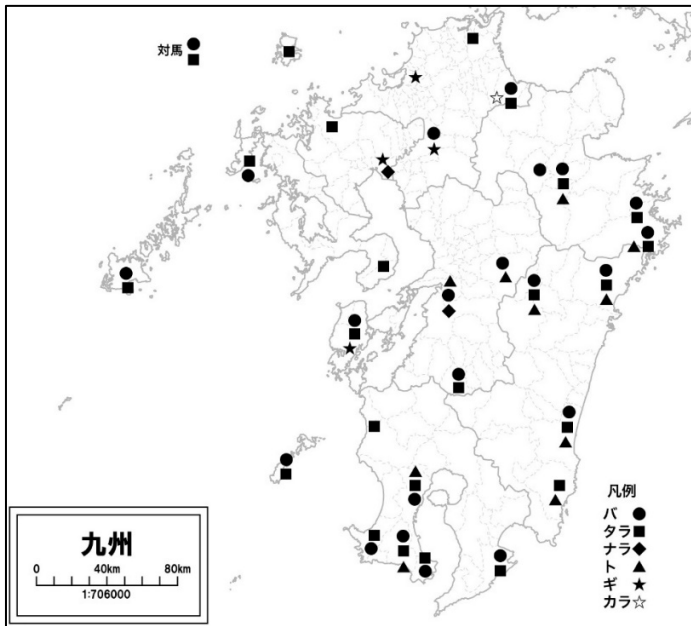 対馬
九州
0 40km 80km
1:706000
凡例
バ ●
タラ ■
ナラ ◆
ト ▲
ギ ★
カラ ☆